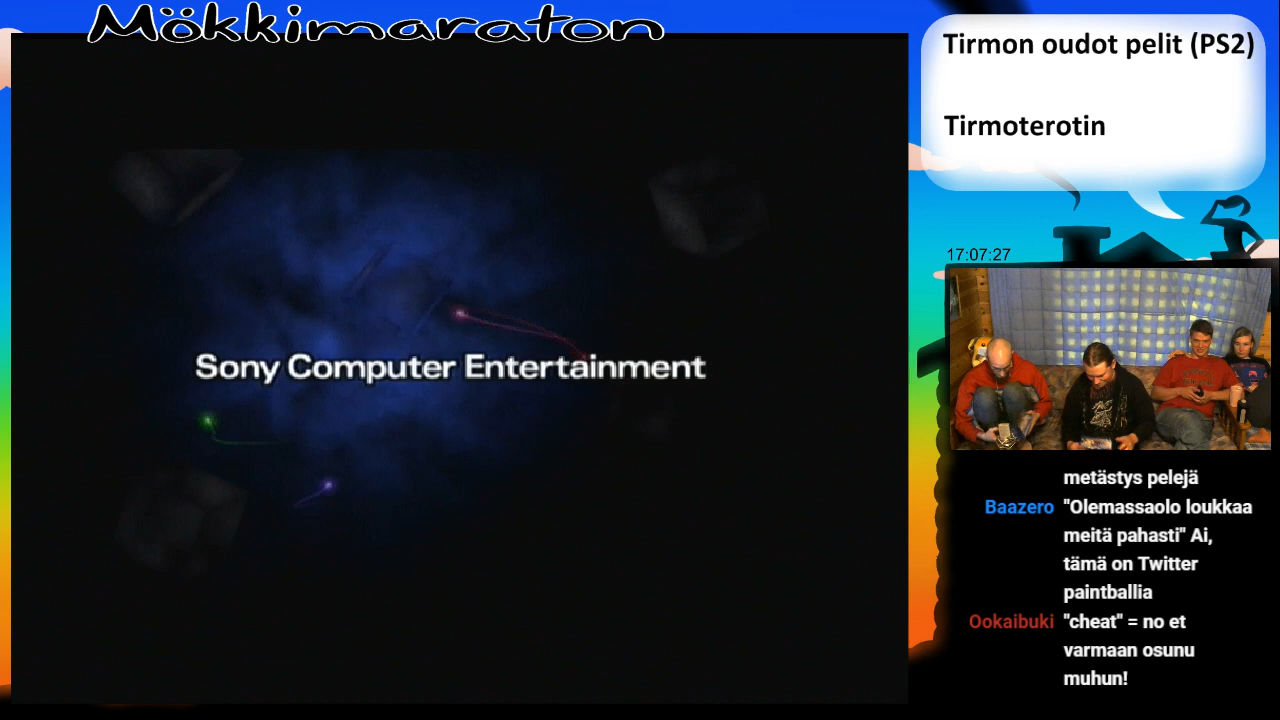 Mökkimaraton
Tirmon oudot pelit (PS2)
Tirmoterotin
17:07:27
Sony Computer Entertainment
metästys pelejä
Baazero "Olemassaolo loukkaa
meitä pahasti" Ai,
tämä on Twitter
paintballia
Ookaibuki "cheat" = no et
varmaan osunu
muhun!